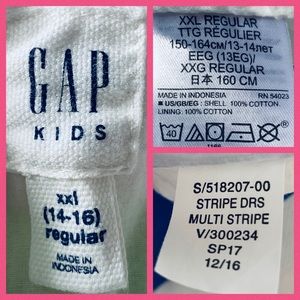 GAP
KIDS
xxl
(14-16)
regular
MADE IN
INDONESIA
XXL REGULAR
TTG RÉGULIER
150-164см/13-14лет
EEG (13EG)/
XXG REGULAR
日本 160 CM
MADE IN INDONESIA RN 54023
■ US/GB/EG : SHELL: 100% COTTON
LINING: 100% COTTON
40
S/518207-00
STRIPE DRS
MULTI STRIPE
V/300234
SP17
12/16